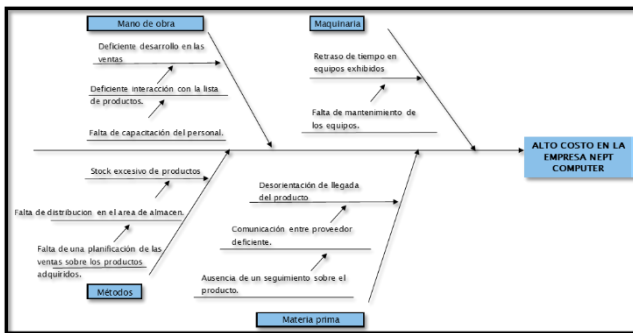 Mano de obra
Maquinaria
Deficiente desarrollo en las
ventas
Deficiente interacción con la lista
de productos.
Falta de capacitación del personal.
Retraso de tiempo en
equipos exhibidos
Falta de mantenimiento de
los equipos.
ALTO COSTO EN LA
EMPRESA NEPT
COMPUTER
Stock excesivo de productos
Falta de distribucion en el area de almacen.
Falta de una planificación de las
ventas sobre los productos
adquiridos.
Métodos
Desorientación de llegada
del producto
Comunicación entre proveedor
deficiente.
Ausencia de un seguimiento sobre el
producto.
Materia prima